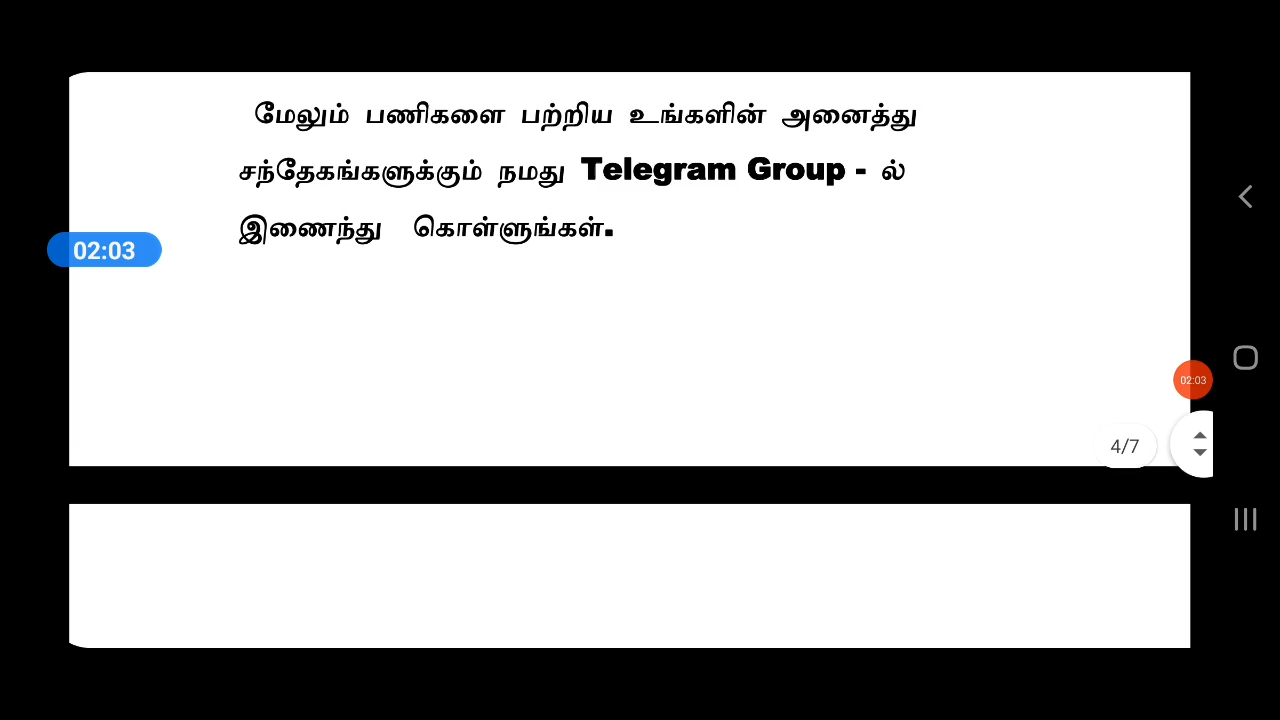 மேலும் பணிகளை பற்றிய உங்களின் அனைத்து
சந்தேகங்களுக்கும் நமது Telegram Group - ல்
இணைந்து கொள்ளுங்கள்.
02:03
02:03
4/7